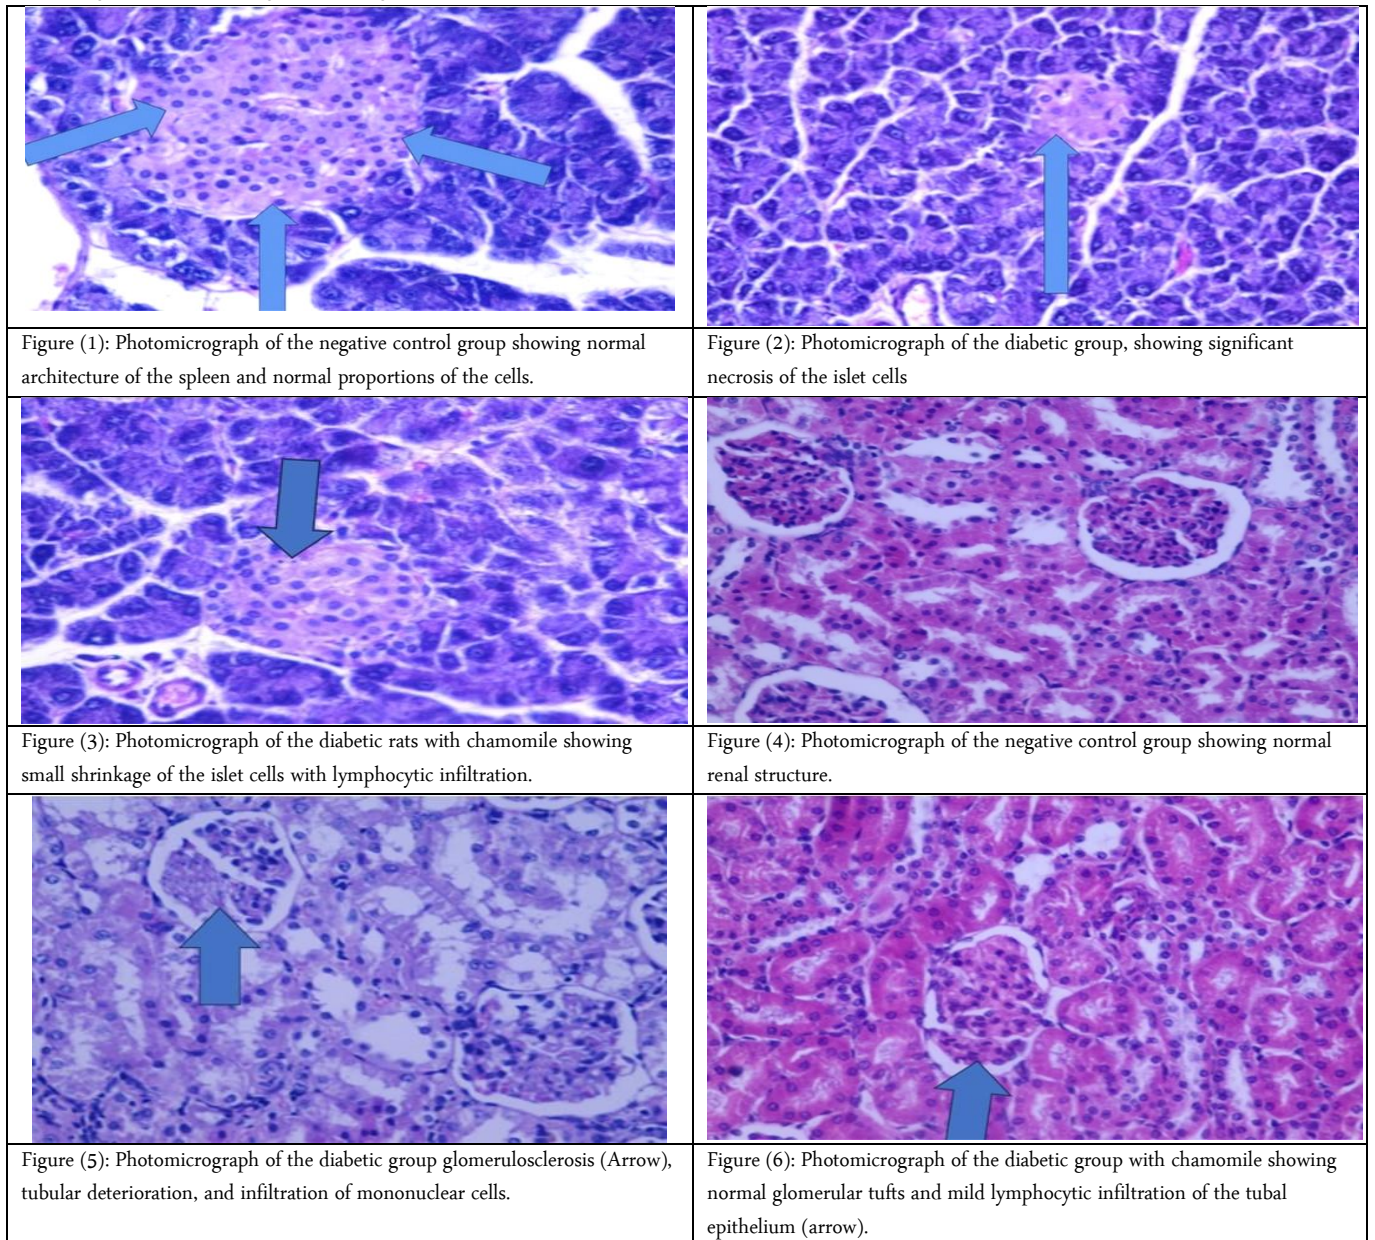 Figure (1): Photomicrograph of the negative control group showing normal
architecture of the spleen and normal proportions of the cells.
Figure (2): Photomicrograph of the diabetic group, showing significant
necrosis of the islet cells
Figure (3): Photomicrograph of the diabetic rats with chamomile showing
small shrinkage of the islet cells with lymphocytic infiltration.
Figure (4): Photomicrograph of the negative control group showing normal
renal structure.
Figure (5): Photomicrograph of the diabetic group glomerulosclerosis (Arrow),
tubular deterioration, and infiltration of mononuclear cells.
Figure (6): Photomicrograph of the diabetic group with chamomile showing
normal glomerular tufts and mild lymphocytic infiltration of the tubal
epithelium (arrow).